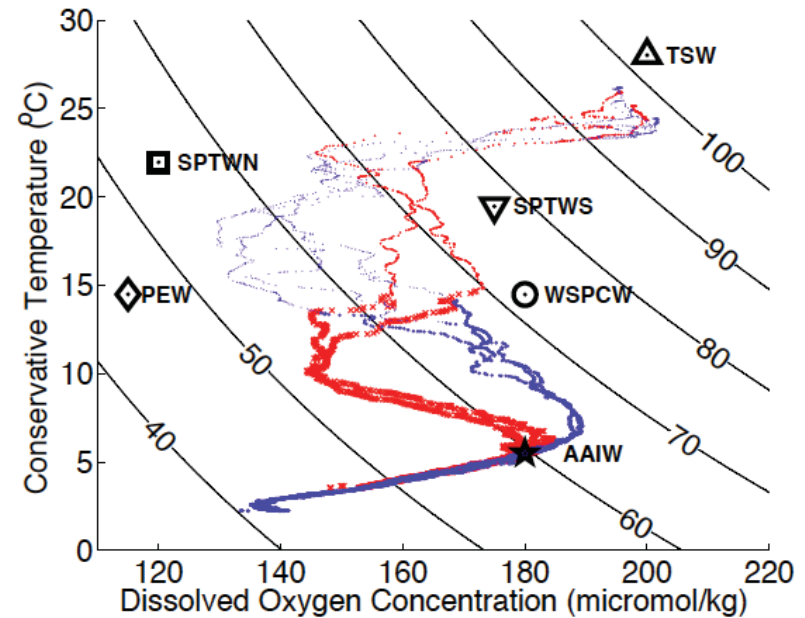 30
25
20
15
10
5
0
Conservative Temperature (ºC)
TSW
100
SPTWN
SPTWS
90
PEW
WSPCW
80
50
70
40
AAIW
60
120 140 160 180 200 220
Dissolved Oxygen Concentration (micromol/kg)